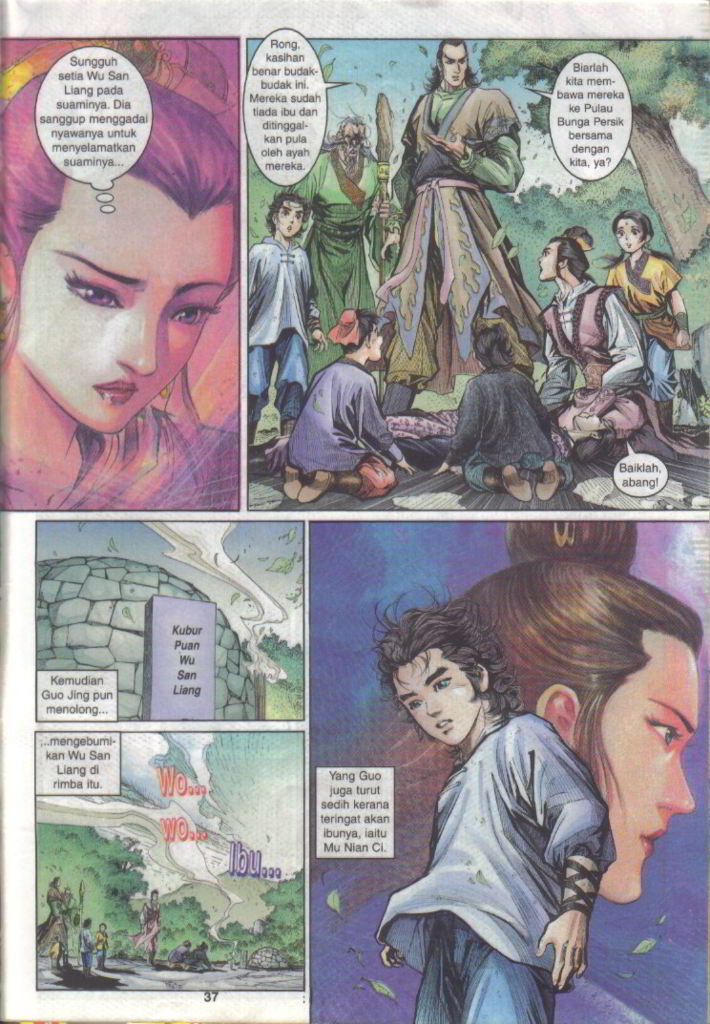 Sungguh
setia Wu San
Liang pada
suaminya. Dia
sanggup menggadai
nyawanya untuk
menyelamatkan
suaminya...
Rong,
kasihan
benar budak-
budak ini.
Mereka sudah
tiada ibu dan
ditinggal-
kan pula
oleh ayah
mereka.
Biarlah
kita mem-
bawa mereka
ke Pulau
Bunga Persik
bersama
dengan
kita, ya?
Baiklah,
abang!
Kubur
Puan
Wu
San
Liang
Kemudian
Guo Jing pun
menolong...
...mengebumi-
kan Wu San
Liang di
rimba itu.
Wo...
wo...
Ibu...
Yang Guo
juga turut
sedih kerana
teringat akan
ibunya, iaitu
Mu Nian Ci.
37